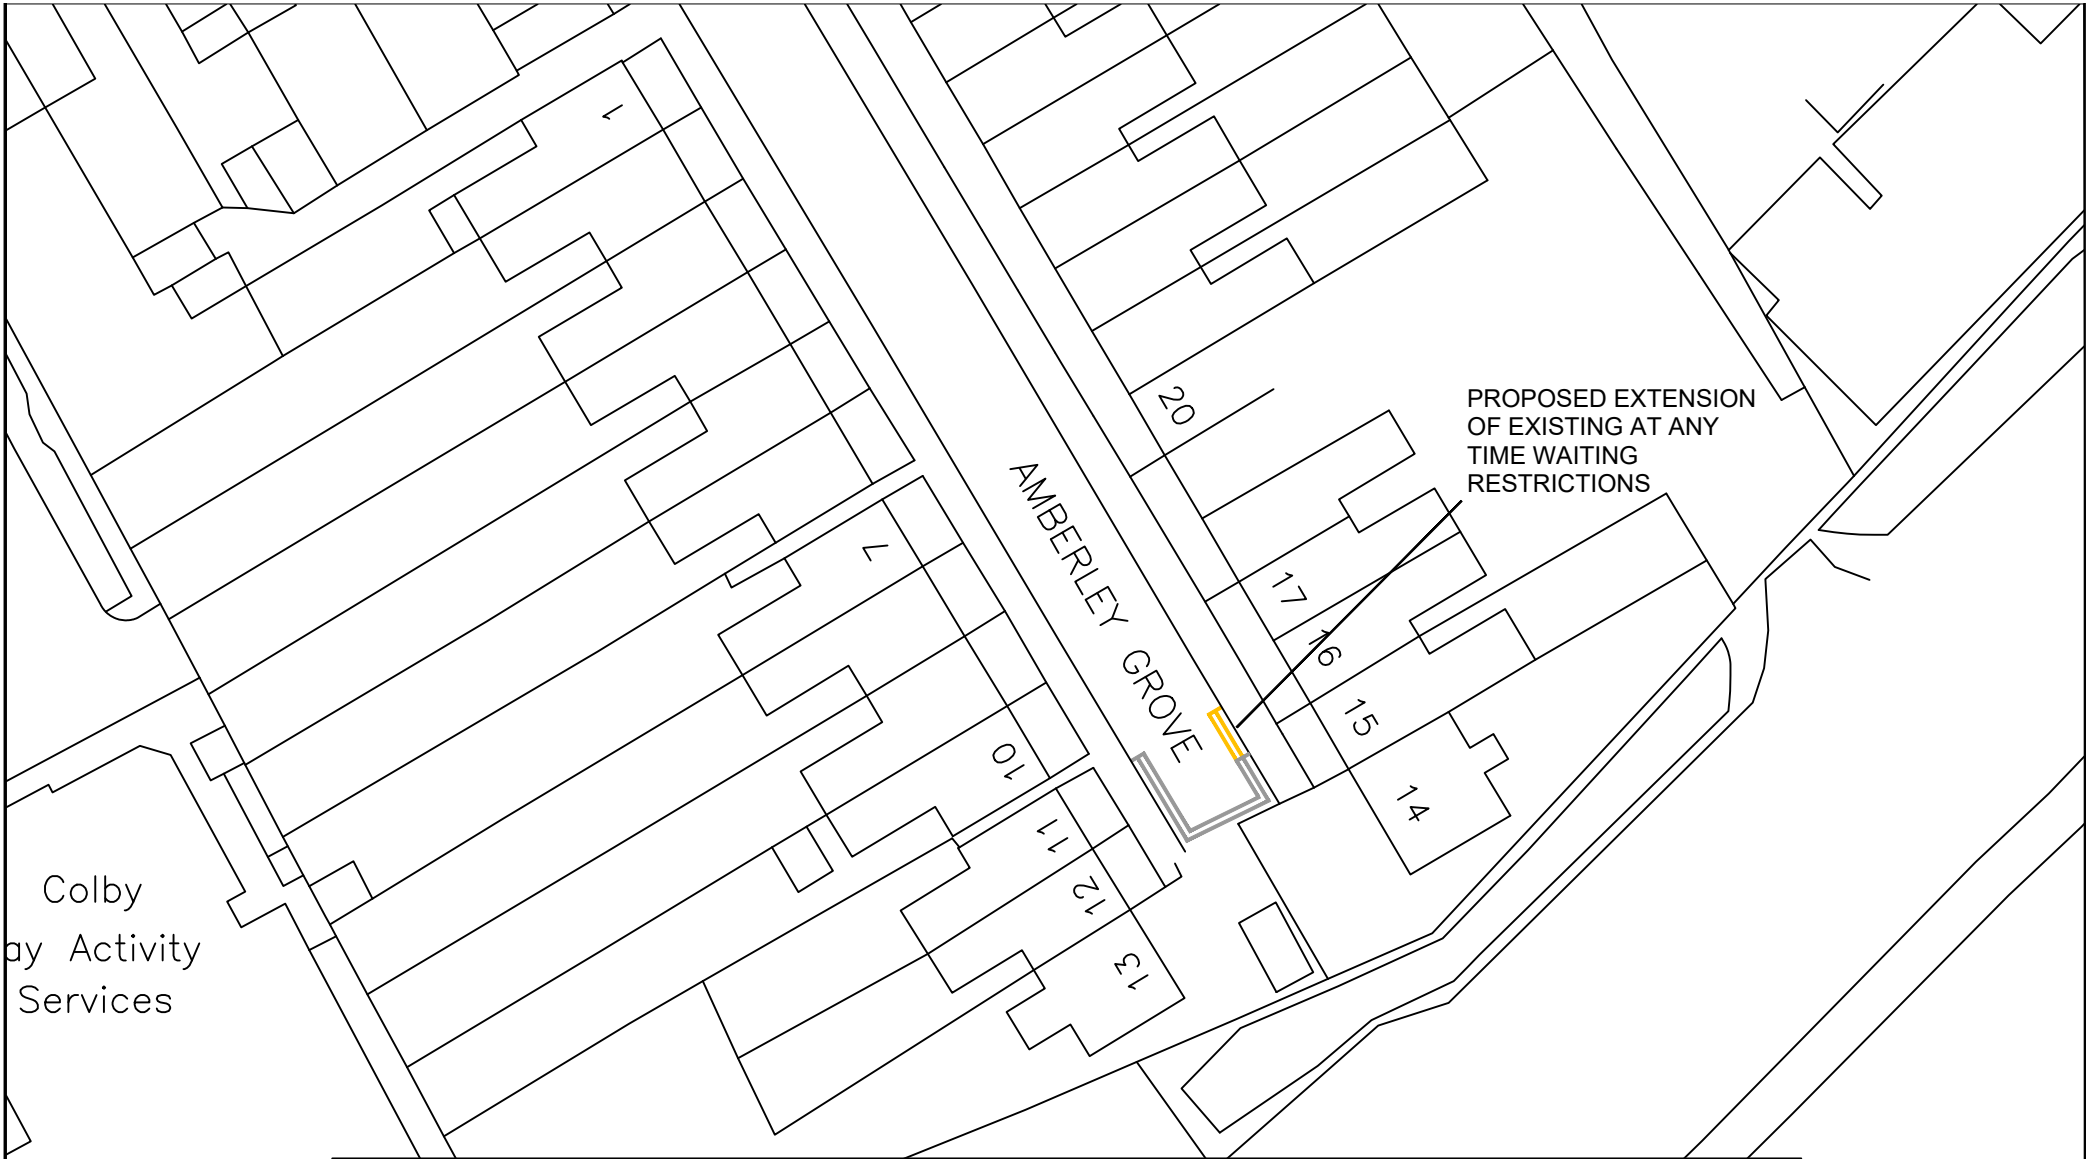 1
20
PROPOSED EXTENSION
OF EXISTING AT ANY
TIME WAITING
RESTRICTIONS
AMBERLEY GROVE
7
17
16
15
14
10
11
12
13
Colby
ay Activity
Services